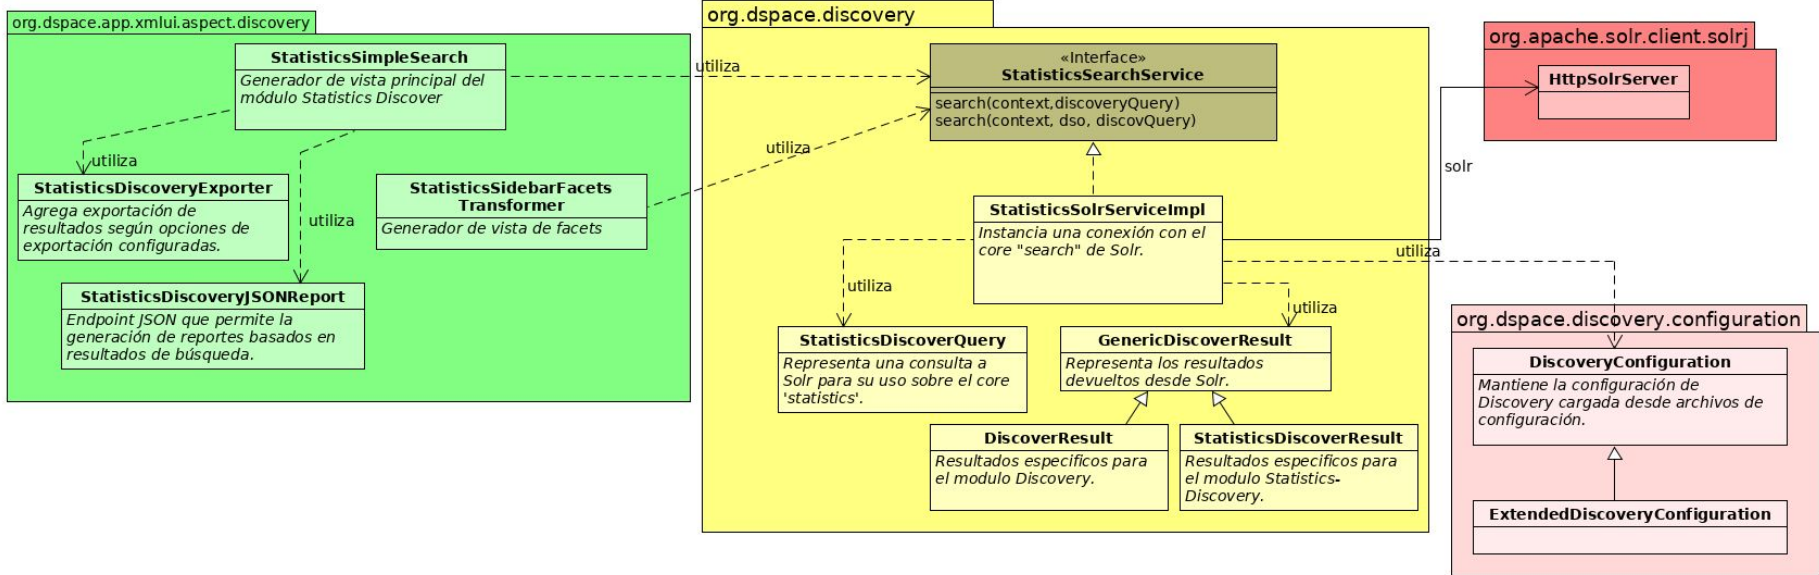 org.dspace.app.xmlui.aspect.discovery
StatisticsSimpleSearch
Generador de vista principal del
módulo Statistics Discover
utiliza
StatisticsDiscoveryExporter
Agrega exportación de
resultados según opciones de
exportación configuradas.
utiliza
StatisticsSidebarFacets
Transformer
Generador de vista de facets
StatisticsDiscoveryJSONReport
Endpoint JSON que permite la
generación de reportes basados en
resultados de búsqueda.
utiliza
utiliza
org.dspace.discovery
«Interface»
StatisticsSearchService
search(context,discoveryQuery)
search(context, dso, discovQuery)
StatisticsSolrServiceImpl
Instancia una conexión con el
core "search" de Solr.
utiliza
utiliza
StatisticsDiscoverQuery
Representa una consulta a
Solr para su uso sobre el core
'statistics'.
GenericDiscoverResult
Representa los resultados
devueltos desde Solr.
DiscoverResult
Resultados especificos para
el modulo Discovery.
StatisticsDiscoverResult
Resultados especificos para
el modulo Statistics-
Discovery.
org.apache.solr.client.solrj
HttpSolrServer
solr
utiliza
org.dspace.discovery.configuration
DiscoveryConfiguration
Mantiene la configuración de
Discovery cargada desde archivos de
configuración.
ExtendedDiscoveryConfiguration